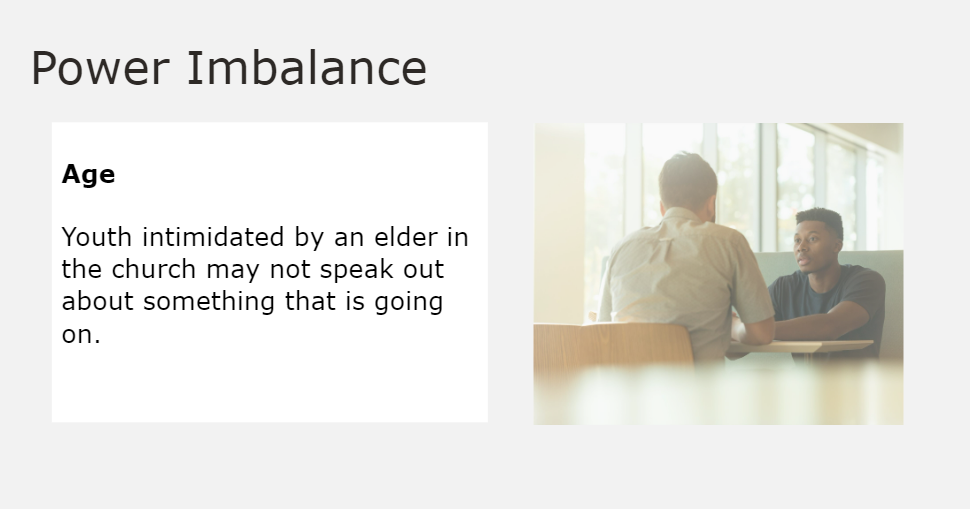 Power Imbalance
Age
Youth intimidated by an elder in
the church may not speak out
about something that is going
on.